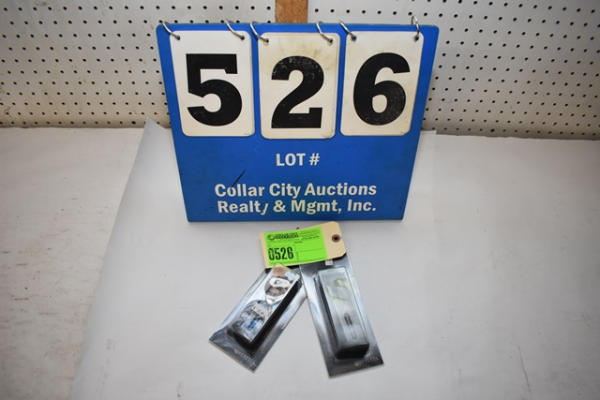 526
LOT #
Collar City Auctions
Realty & Mgmt, Inc.
0526